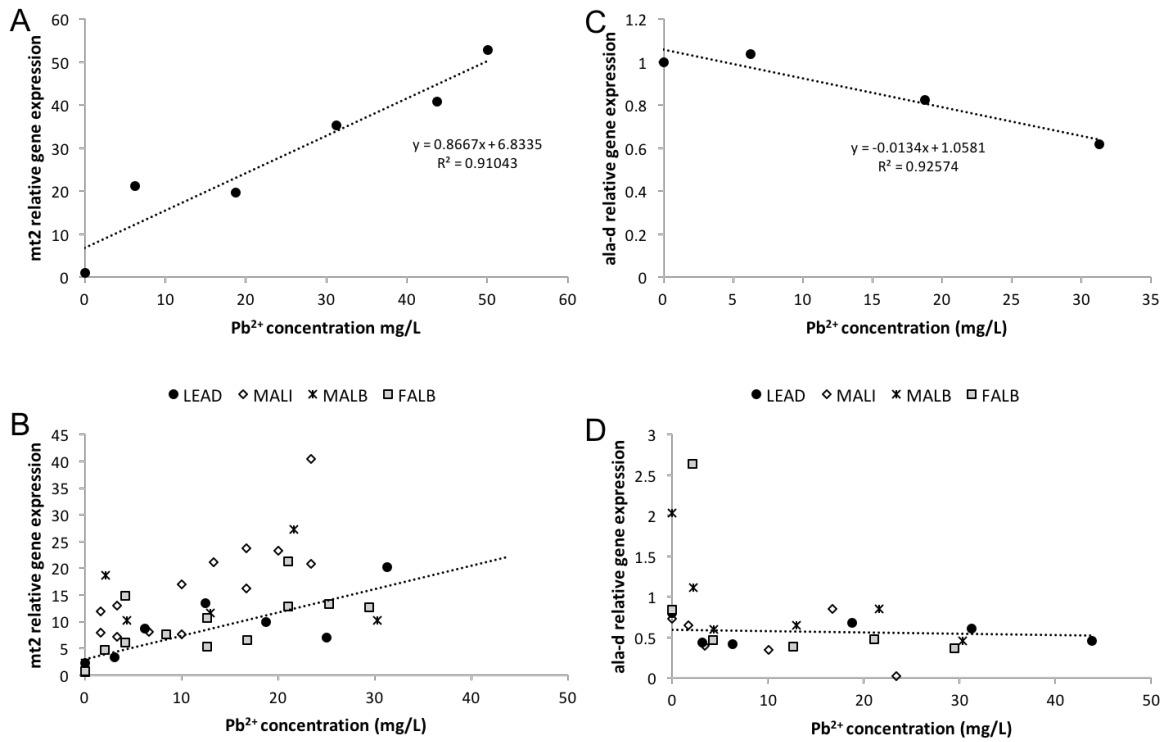 A
mt2 relative gene expression
60
50
40
30
20
10
0
y = 0.8667x + 6.8335
R² = 0.91043
0 10 20 30 40 50 60
Pb²⁺ concentration mg/L
C
ala-d relative gene expression
1.2
1
0.8
0.6
0.4
0.2
0
y = -0.0134x + 1.0581
R² = 0.92574
0 5 10 15 20 25 30 35
Pb²⁺ concentration (mg/L)
LEAD MALI MALB FALB
B
mt2 relative gene expression
45
40
35
30
25
20
15
10
5
0
0 10 20 30 40 50
Pb²⁺ concentration (mg/L)
LEAD MALI MALB FALB
D
ala-d relative gene expression
3
2.5
2
1.5
1
0.5
0
0 10 20 30 40 50
Pb²⁺ concentration (mg/L)